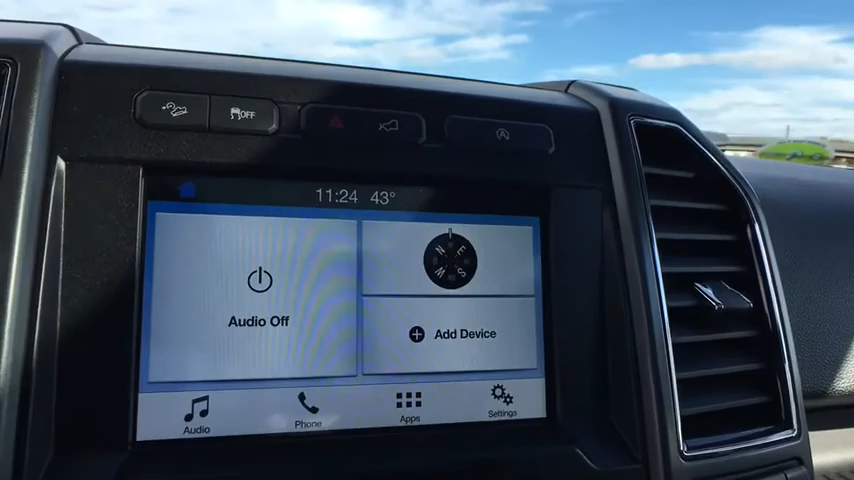 OFF
11:24 43°
N E S W
Audio Off
Add Device
Audio
Phone
Apps
Settings